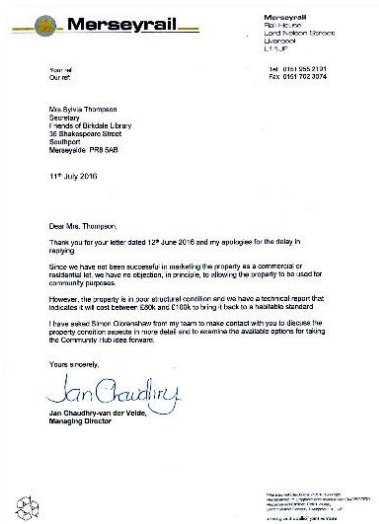 Merseyrail
Merseyrail
Rail House
Lord Nelson Street
Liverpool
L1 1JF
Your ref:
Our ref:
Tel: 0151 955 2191
Fax: 0151 702 3074
Mrs Sylvia Thompson
Secretary
Friends of Birkdale Library
36 Shakespeare Street
Southport
Merseyside PR8 5AB
11th July 2016
Dear Mrs. Thompson,
Thank you for your letter dated 12th June 2016 and my apologies for the delay in
replying.
Since we have not been successful in marketing the property as a commercial or
residential let, we have no objection, in principle, to allowing the property to be used for
community purposes.
However, the property is in poor structural condition and we have a technical report that
indicates it will cost between £80k and £100k to bring it back to a habitable standard
I have asked Simon Olorenshaw from my team to make contact with you to discuss the
property condition aspects in more detail and to examine the available options for taking
the Community Hub idea forward.
Yours sincerely,
Jan Chaudhry
Jan Chaudhry-van der Velde,
Managing Director